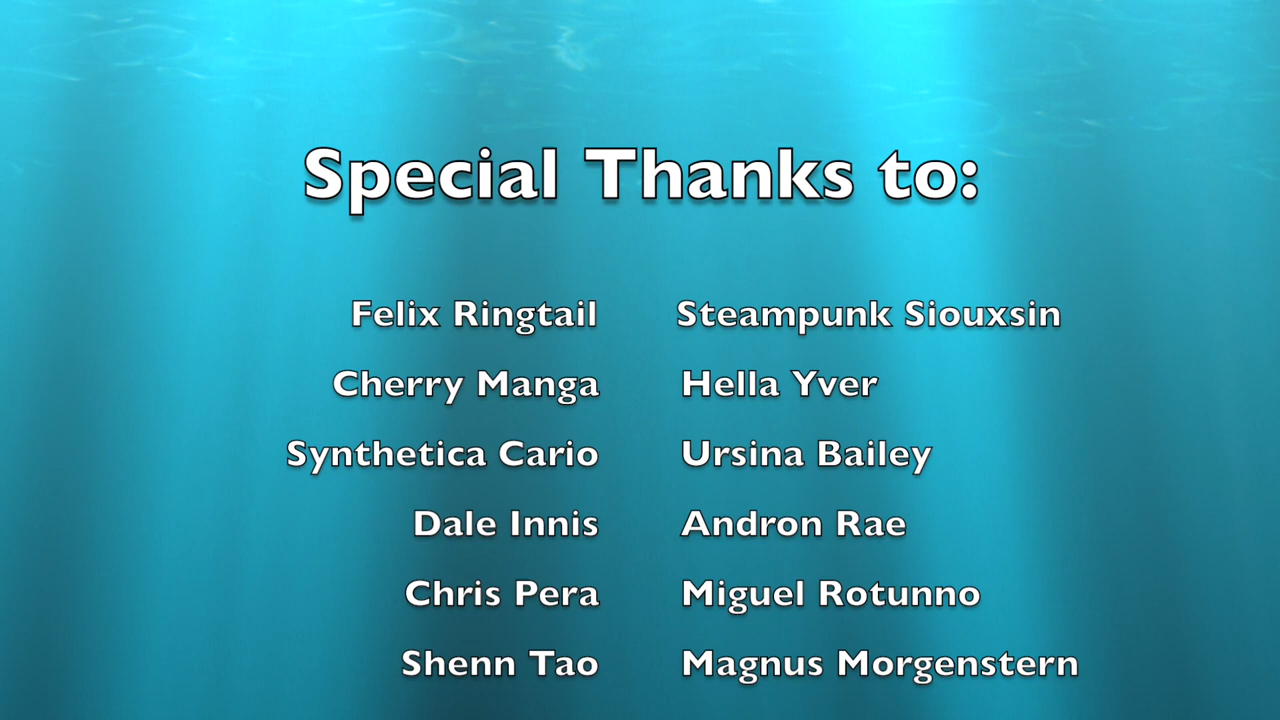 Special Thanks to:
Felix Ringtail Steampunk Siouxsin
Cherry Manga Hella Yver
Synthetica Cario Ursina Bailey
Dale Innis Andron Rae
Chris Pera Miguel Rotunno
Shenn Tao Magnus Morgenstern